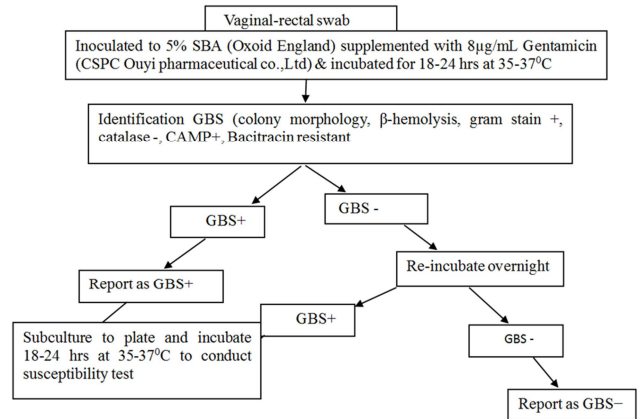 Vaginal-rectal swab
Inoculated to 5% SBA (Oxoid England) supplemented with 8µg/mL Gentamicin
(CSPC Ouyi pharmaceutical co.,Ltd) & incubated for 18-24 hrs at 35-37⁰C
Identification GBS (colony morphology, β-hemolysis, gram stain +,
catalase -, CAMP+, Bacitracin resistant
GBS+
GBS -
Report as GBS+
Re-incubate overnight
GBS+
Subculture to plate and incubate
18-24 hrs at 35-37⁰C to conduct
susceptibility test
GBS -
Report as GBS−